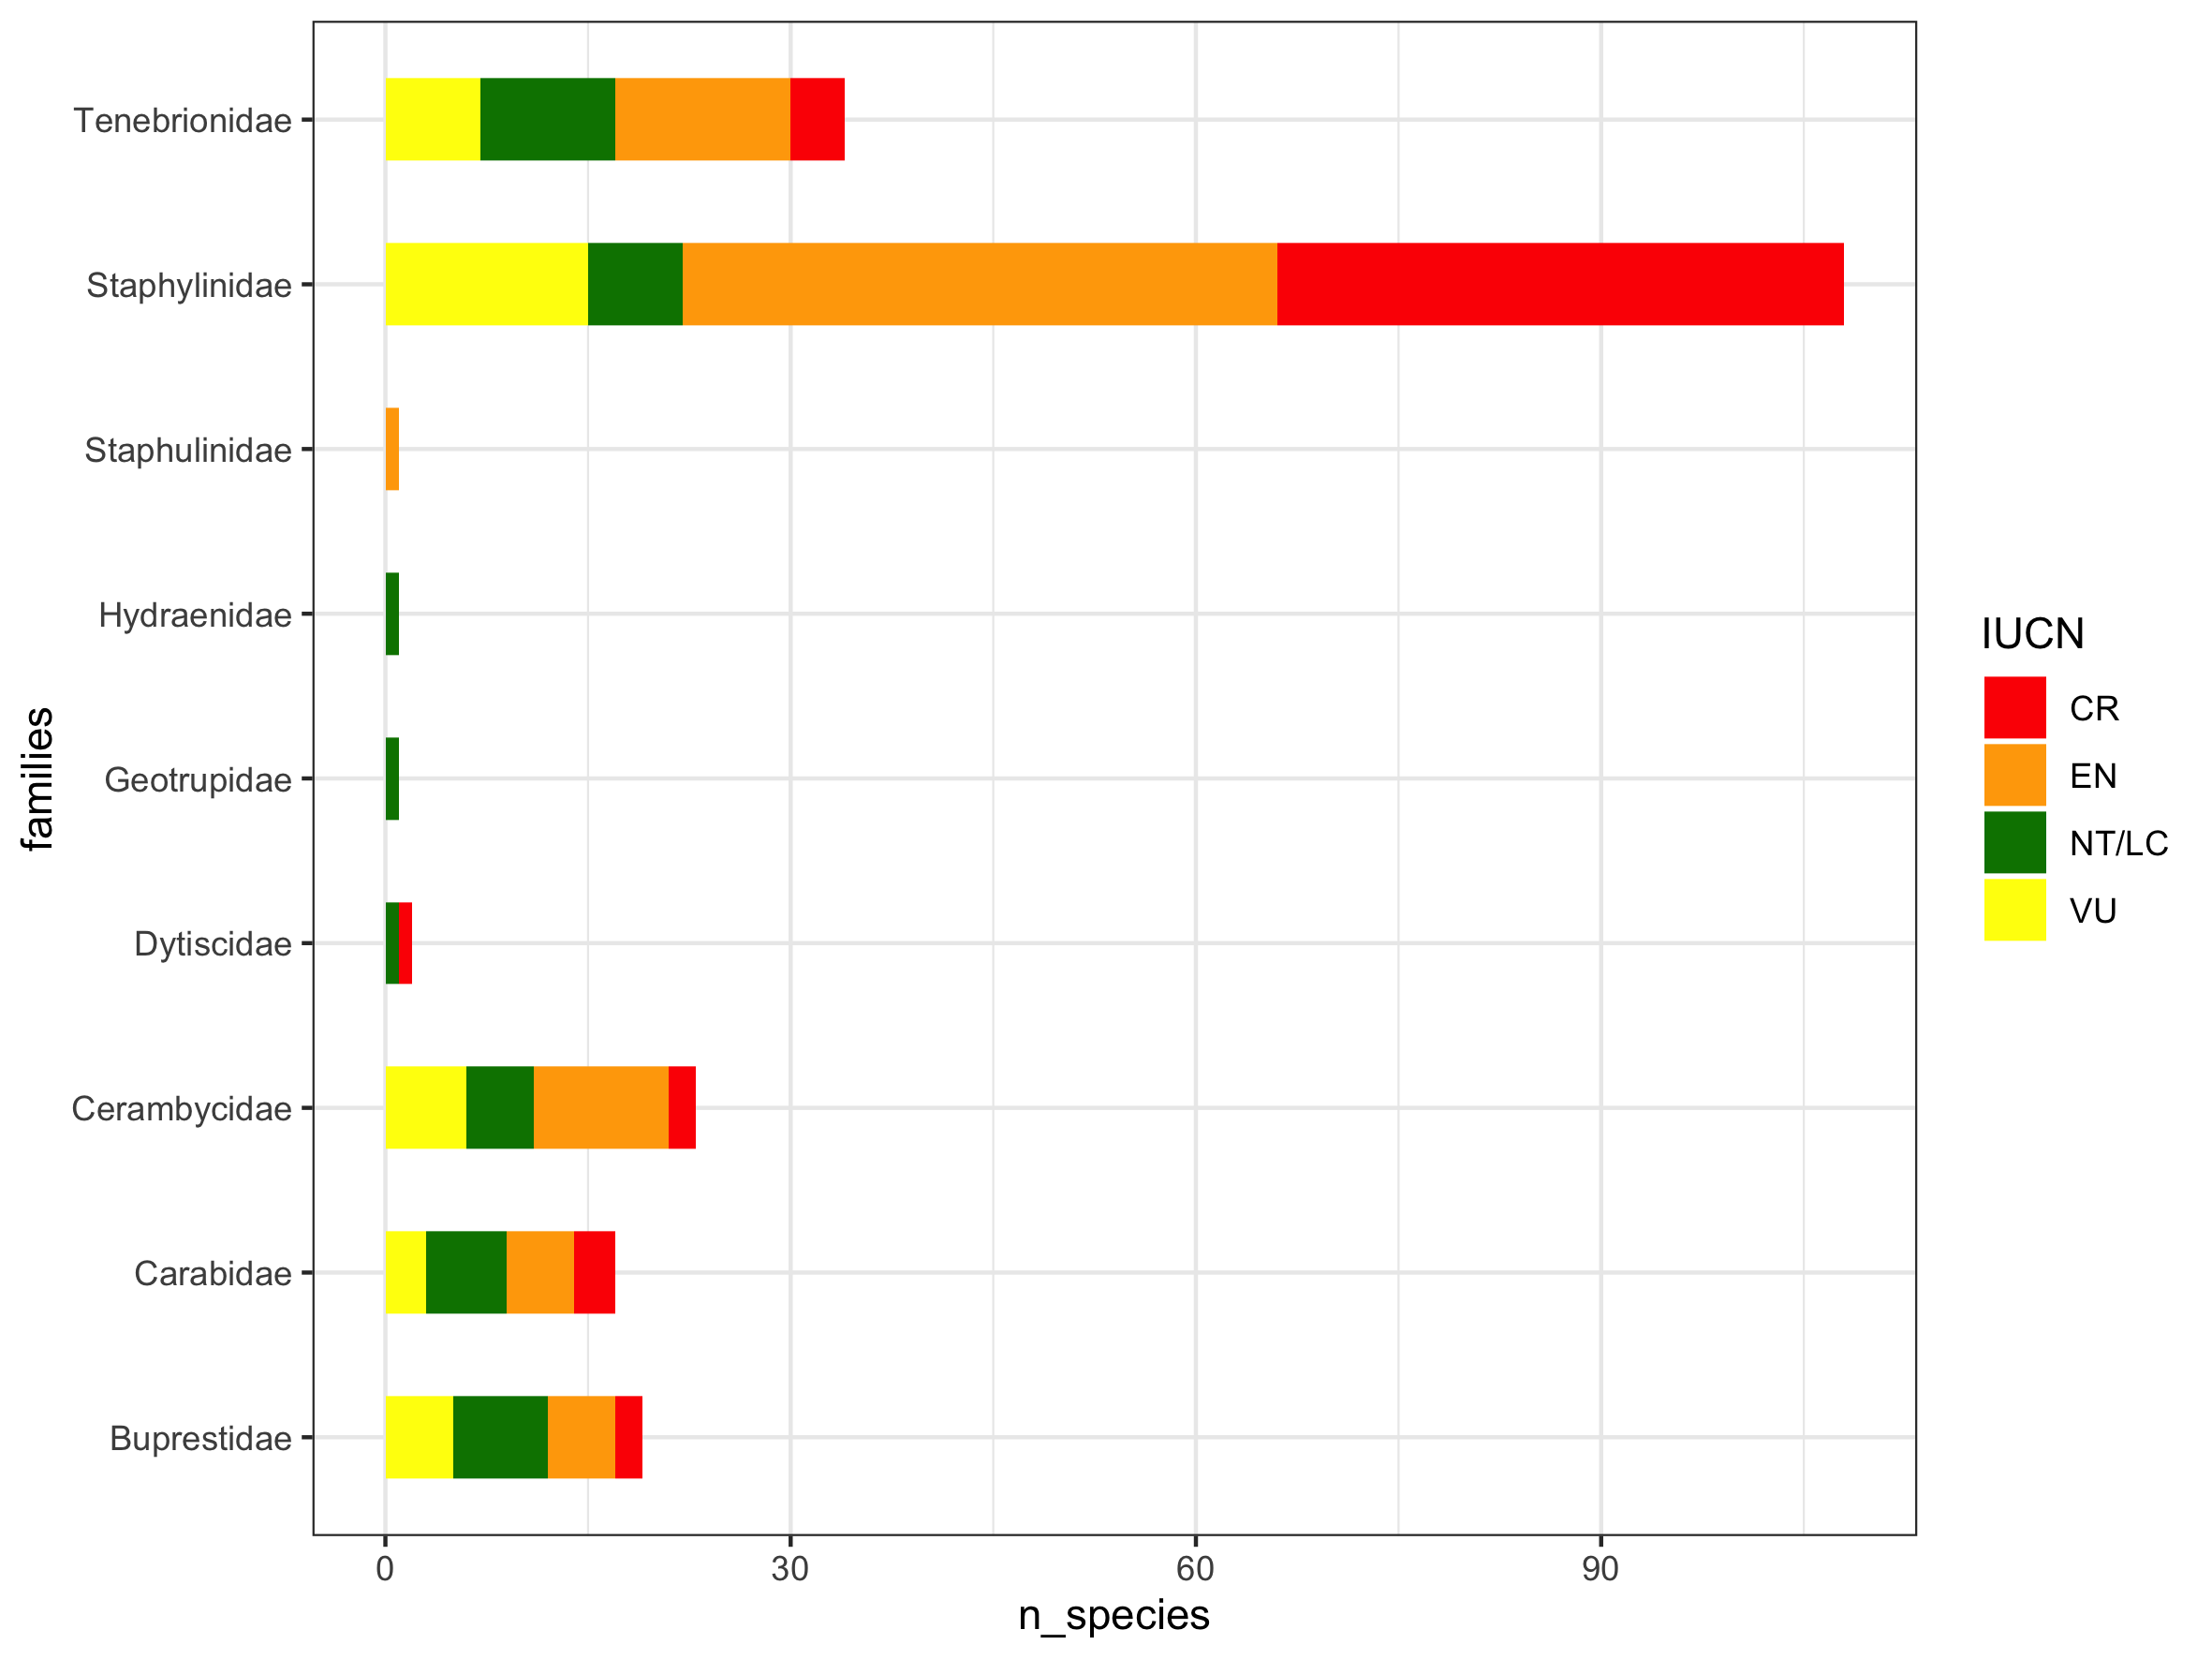 Tenebrionidae
Staphylinidae
Staphulinidae
Hydraenidae
Geotrupidae
Dytiscidae
Cerambycidae
Carabidae
Buprestidae
families
0 30 60 90
n_species
IUCN
CR
EN
NT/LC
VU